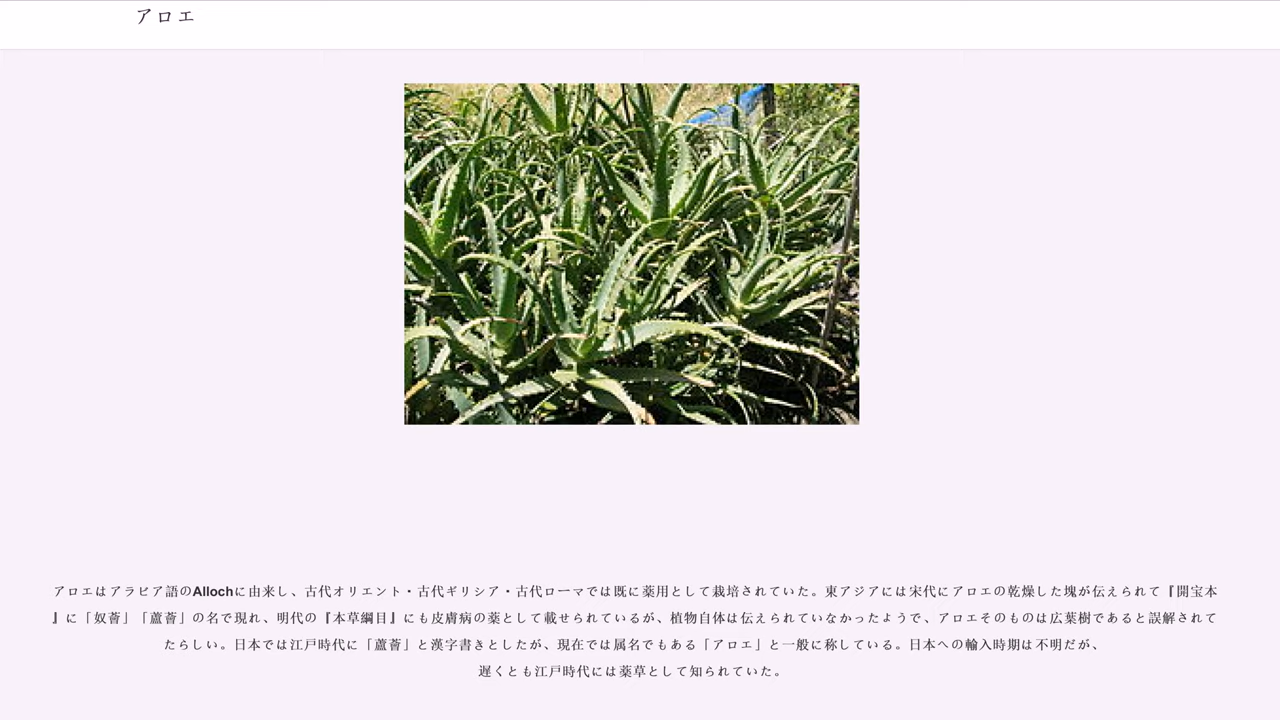 アロエ
アロエはアラビア語のAllochに由来し、古代オリエント・古代ギリシア・古代ローマでは既に薬用として栽培されていた。東アジアには宋代にアロエの乾燥した塊が伝えられて『開宝本
』に「奴薈」「蘆薈」の名で現れ、明代の『本草綱目』にも皮膚病の薬として載せられているが、植物自体は伝えられていなかったようで、アロエそのものは広葉樹であると誤解されて
たらしい。日本では江戸時代に「蘆薈」と漢字書きとしたが、現在では属名でもある「アロエ」と一般に称している。日本への輸入時期は不明だが、
遅くとも江戸時代には薬草として知られていた。